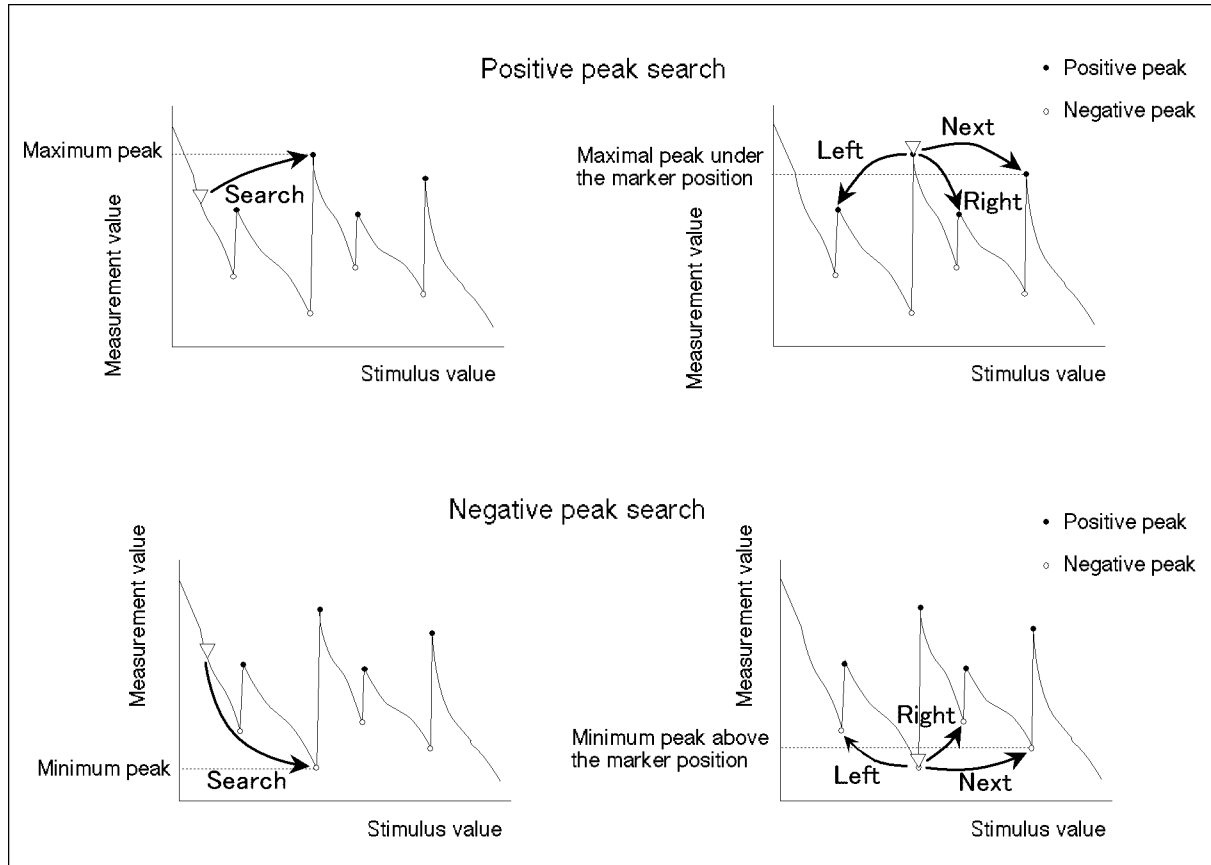 Positive peak search
Positive peak
Negative peak
Maximum peak
Search
Measurement value
Stimulus value
Maximal peak under
the marker position
Left
Next
Right
Measurement value
Stimulus value
Negative peak search
Positive peak
Negative peak
Measurement value
Minimum peak
Search
Stimulus value
Measurement value
Minimum peak above
the marker position
Right
Left
Next
Stimulus value